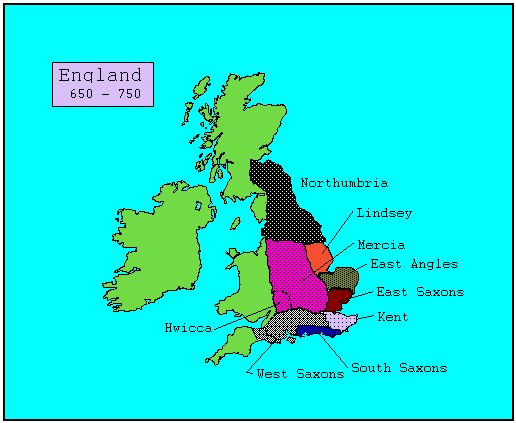 England
650 - 750
Northumbria
Lindsey
Mercia
East Angles
East Saxons
Kent
Hwicca
South Saxons
West Saxons